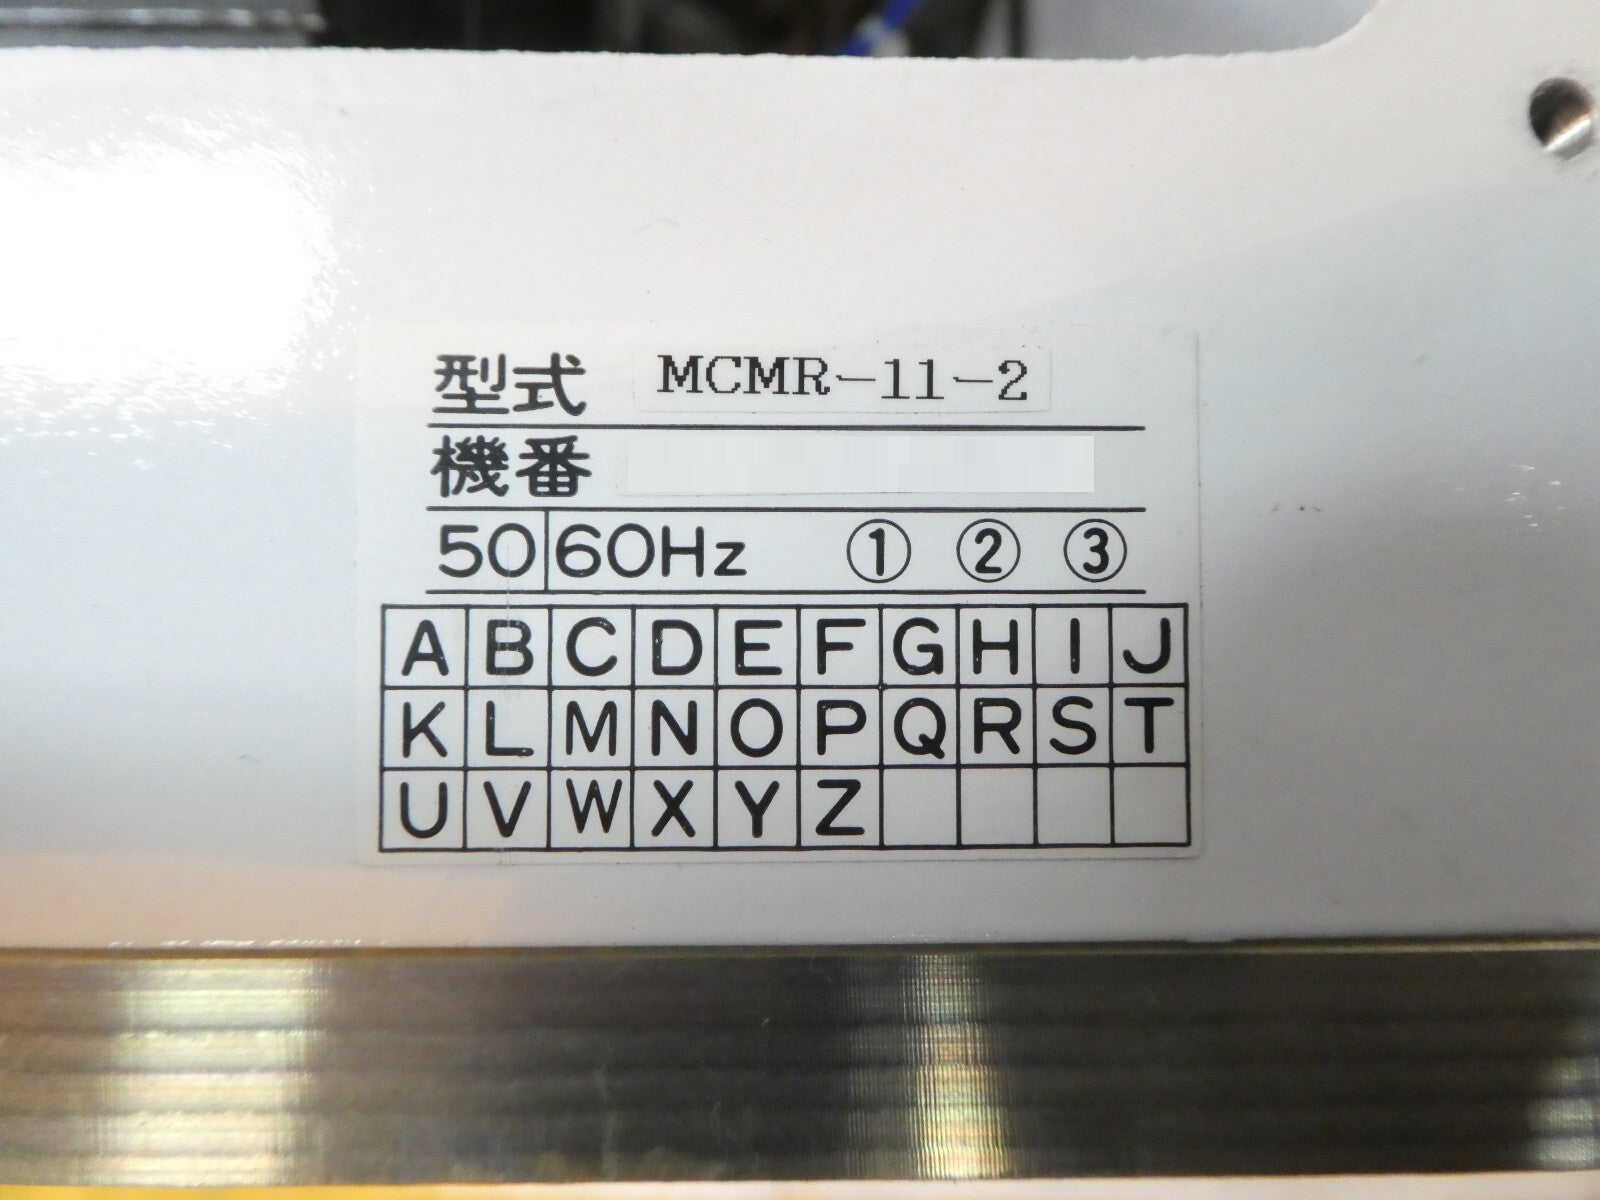 型式 MCMR-11-2
機番
50 60Hz ① ② ③
A B C D E F G H I J
K L M N O P Q R S T
U V W X Y Z